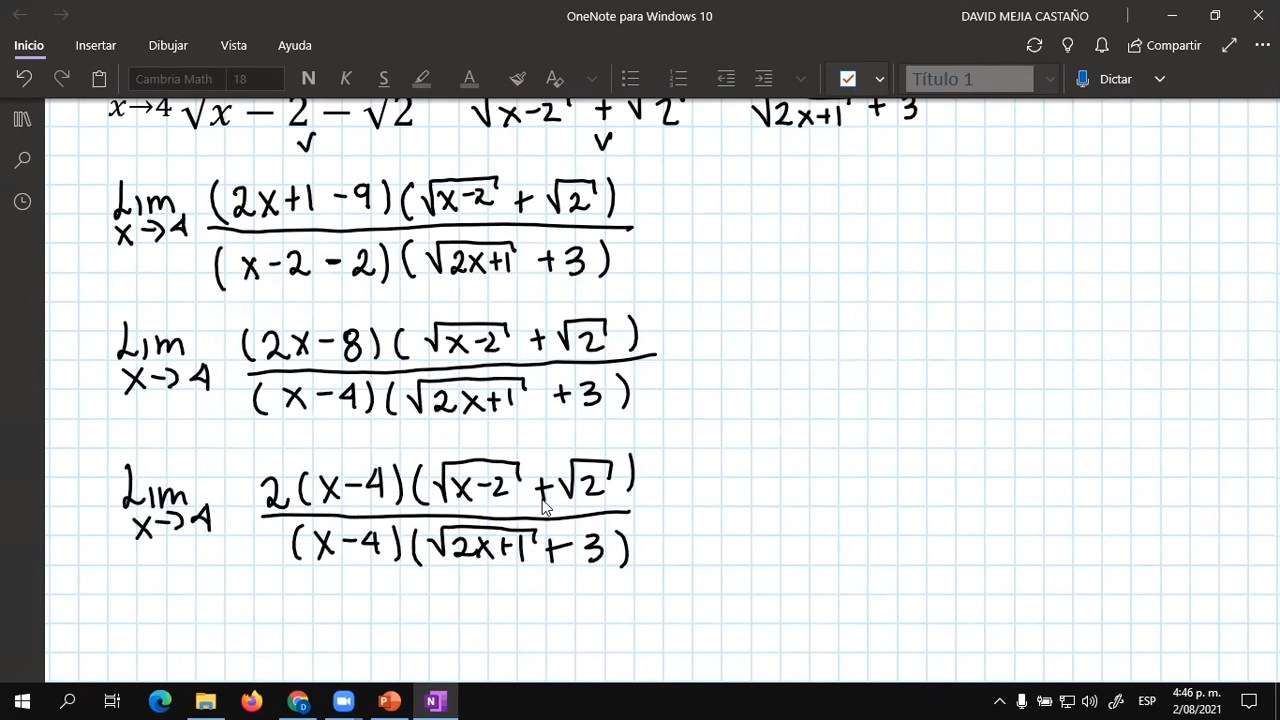 OneNote para Windows 10
DAVID MEJIA CASTAÑO
Inicio Insertar Dibujar Vista Ayuda
Compartir
Cambria Math 18 N K S A Título 1 Dictar
x→4 √x − 2 − √2 √x-2 + √2 √2x+1 + 3
√ √
Lim (2x+1 -9)(√x-2 + √2)
x→4 (x-2 -2)(√2x+1 +3)
Lim (2x-8)(√x-2 + √2)
x→4 (x-4)(√2x+1 +3)
Lim 2(x-4)(√x-2 + √2)
x→4 (x-4)(√2x+1 + 3)
ESP
4:46 p. m.
2/08/2021